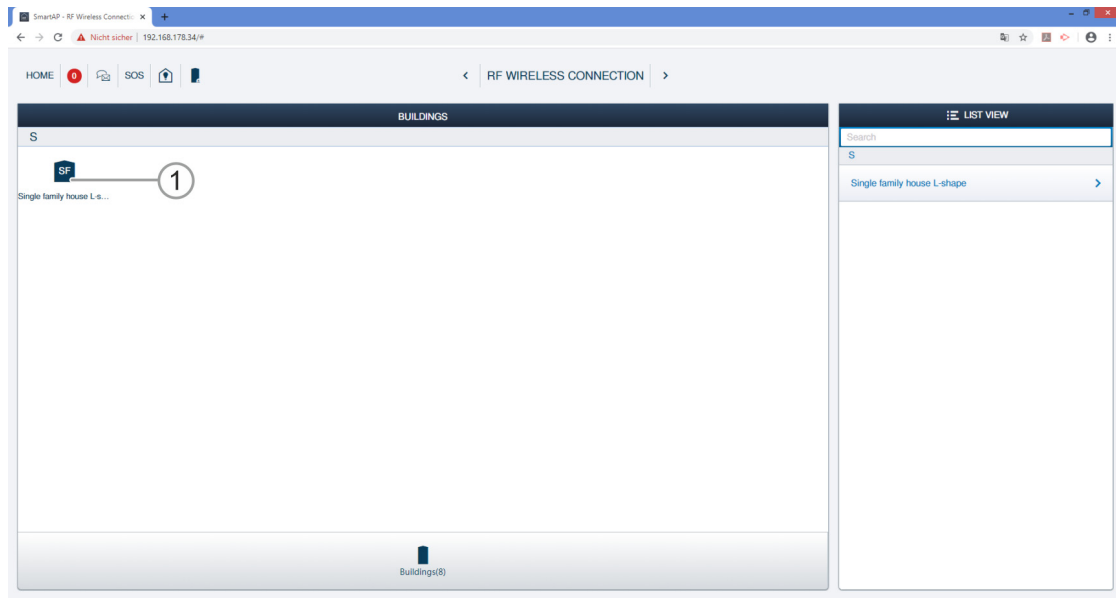 SmartAP - RF Wireless Connectic
Nicht sicher | 192.168.178.34/#
HOME 0 SOS
RF WIRELESS CONNECTION
BUILDINGS
S
SF
1
Single family house L-s...
Buildings(8)
LIST VIEW
Search
S
Single family house L-shape